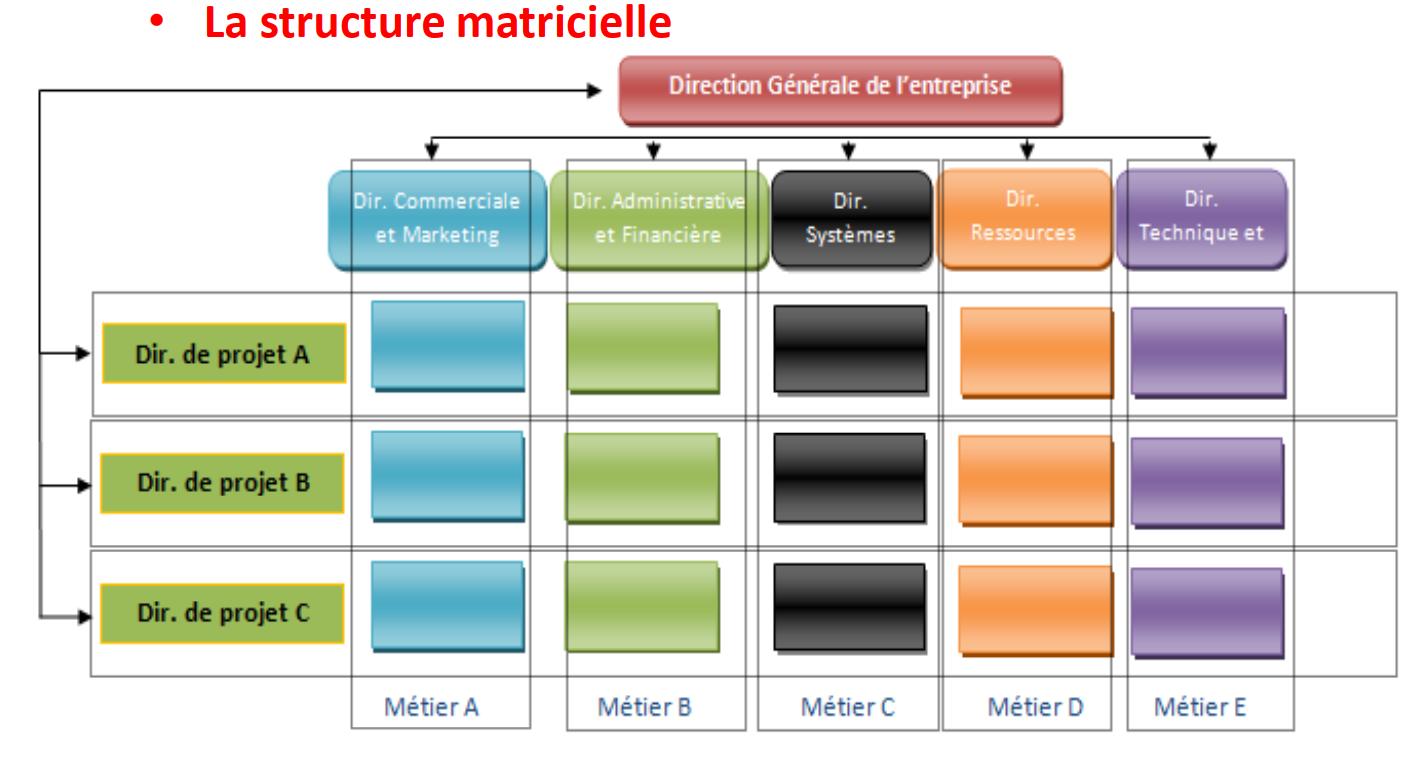 • La structure matricielle
Direction Générale de l'entreprise
Dir. Commerciale
et Marketing
Dir. Administrative
et Financière
Dir.
Systèmes
Dir.
Ressources
Dir.
Technique et
Dir. de projet A
Dir. de projet B
Dir. de projet C
Métier A
Métier B
Métier C
Métier D
Métier E